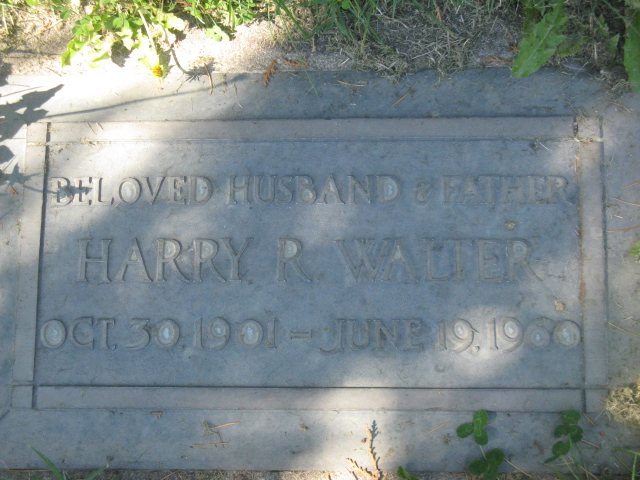 BELOVED HUSBAND & FATHER
HARRY R. WALTER
OCT. 30, 1901 – JUNE 19, 1960